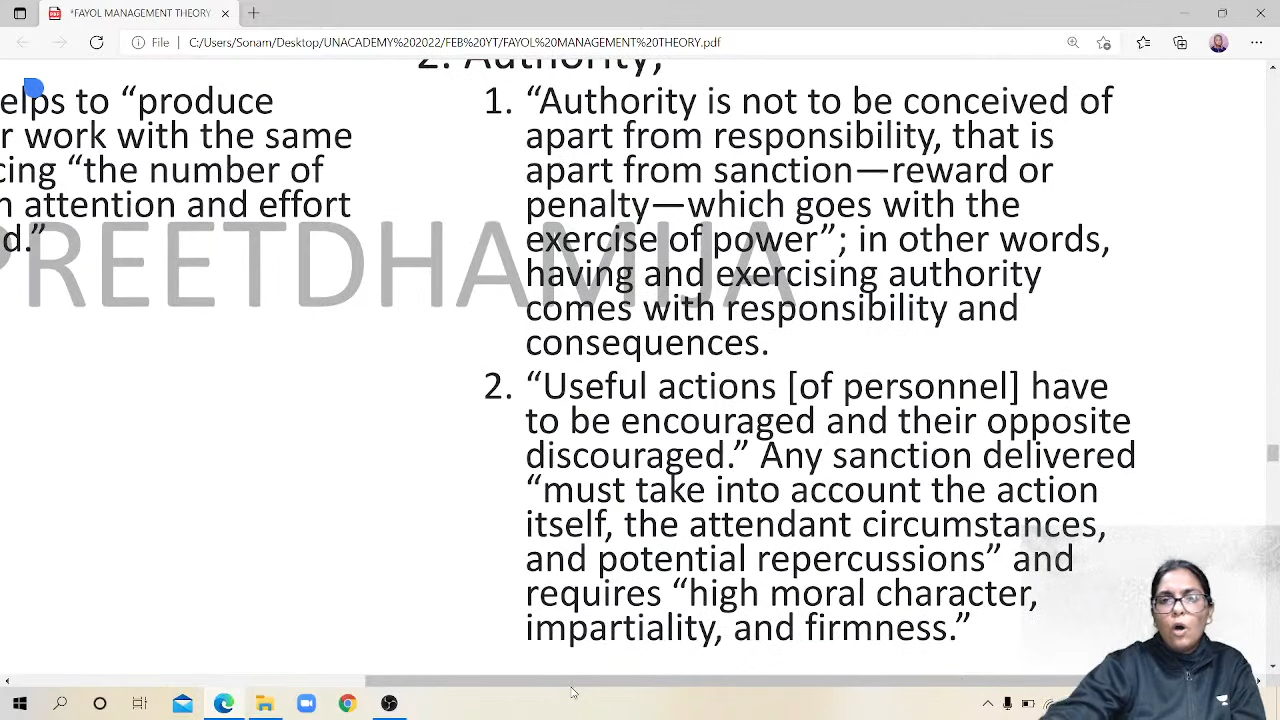 *FAYOL MANAGEMENT THEORY
File
C:/Users/Sonam/Desktop/UNACADEMY%202022/FEB%20YT/FAYOL%20MANAGEMENT%20THEORY.pdf
2. Authority;
elps to “produce
r work with the same
cing “the number of
n attention and effort
d.”
PREETDHAMIJA
1. “Authority is not to be conceived of
apart from responsibility, that is
apart from sanction—reward or
penalty—which goes with the
exercise of power”; in other words,
having and exercising authority
comes with responsibility and
consequences.
2. “Useful actions [of personnel] have
to be encouraged and their opposite
discouraged.” Any sanction delivered
“must take into account the action
itself, the attendant circumstances,
and potential repercussions” and
requires “high moral character,
impartiality, and firmness.”